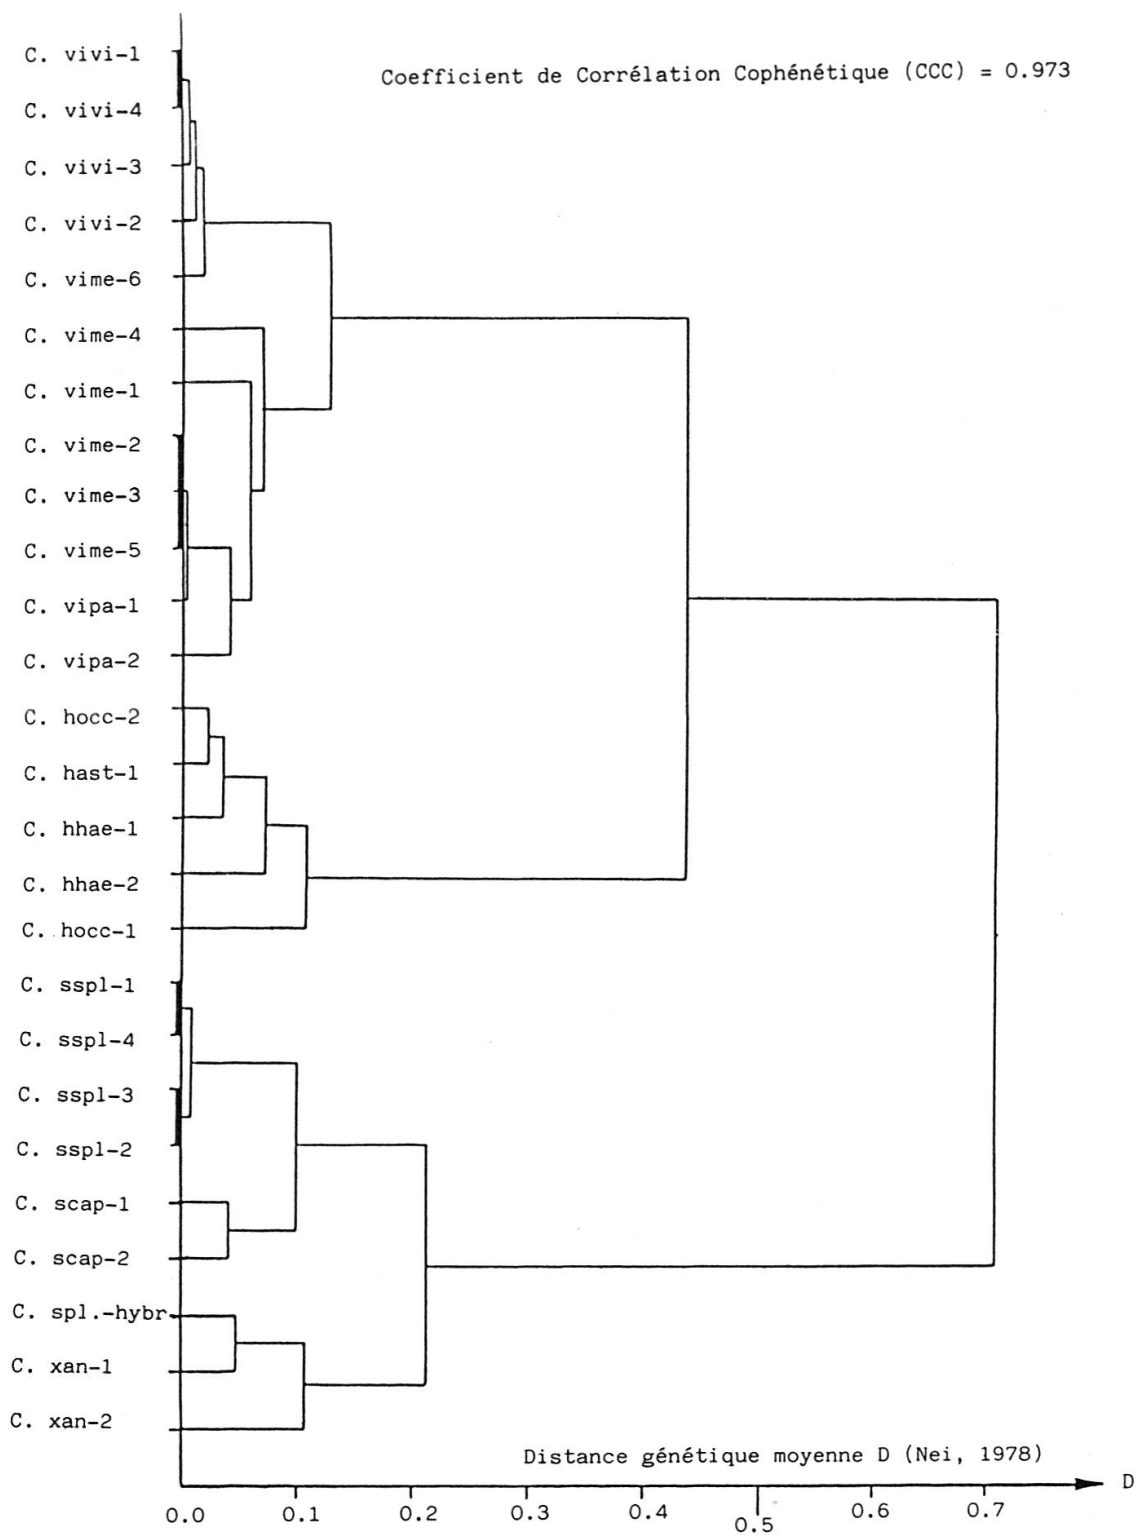 C. vivi-1
Coefficient de Corrélation Cophénétique (CCC) = 0.973
C. vivi-4
C. vivi-3
C. vivi-2
C. vime-6
C. vime-4
C. vime-1
C. vime-2
C. vime-3
C. vime-5
C. vipa-1
C. vipa-2
C. hocc-2
C. hast-1
C. hhae-1
C. hhae-2
C. hocc-1
C. sspl-1
C. sspl-4
C. sspl-3
C. sspl-2
C. scap-1
C. scap-2
C. spl.-hybr.
C. xan-1
C. xan-2
Distance génétique moyenne D (Nei, 1978)
D
0.0 0.1 0.2 0.3 0.4 0.5 0.6 0.7